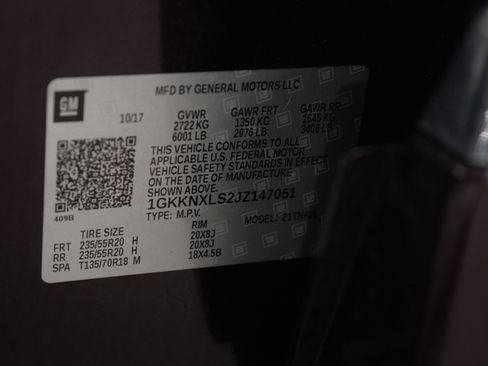 MFD BY GENERAL MOTORS LLC
GM
10/17 GVWR GAWR FRT GAWR RR
2722 KG 1350 KG 1545 KG
6001 LB 2976 LB 3406 LB
THIS VEHICLE CONFORMS TO ALL
APPLICABLE U.S. FEDERAL MOTOR
VEHICLE SAFETY STANDARDS IN EFFECT
ON THE DATE OF MANUFACTURE
SHOWN ABOVE.
1GKKNXLS2JZ147051
409B TYPE: M.P.V. MODEL:
TIRE SIZE RIM
FRT 235/55R20 H 20X8J
RR 235/55R20 H 20X8J
SPA T135/70R18 M 18X4.5B